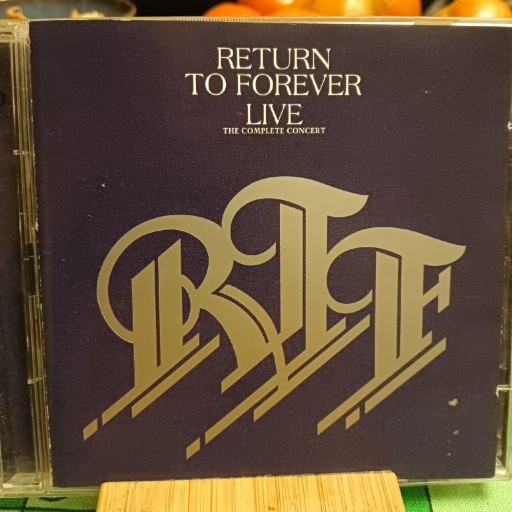 RETURN
TO FOREVER
LIVE
THE COMPLETE CONCERT
RTF